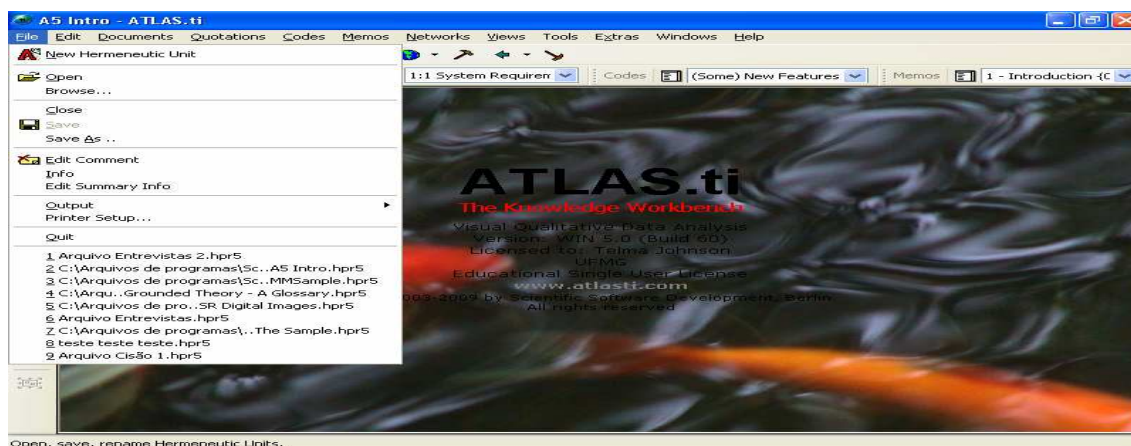 A5 Intro - ATLAS.ti
File Edit Documents Quotations Codes Memos Networks Views Tools Extras Windows Help
New Hermeneutic Unit
1:1 System Requiren Codes (Some) New Features Memos 1 - Introduction {C
Open
Browse...
Close
Save
Save As ..
Edit Comment
Info
Edit Summary Info
Output
Printer Setup...
Quit
1 Arquivo Entrevistas 2.hpr5
2 C:\Arquivos de programas\Sc..A5 Intro.hpr5
3 C:\Arquivos de programas\Sc..MMSample.hpr5
4 C:\Arqu..Grounded Theory - A Glossary.hpr5
5 C:\Arquivos de pro..SR Digital Images.hpr5
6 Arquivo Entrevistas.hpr5
7 C:\Arquivos de programas\..The Sample.hpr5
8 teste teste teste.hpr5
9 Arquivo Cisão 1.hpr5
ATLAS.ti
The Knowledge Workbench
Visual Qualitative Data Analysis
Version: WIN 5.0 (Build 60)
Licensed to: Telma Johnson
UFMG
Educational Single User License
www.atlasti.com
003-2009 by Scientific Software Development, Berlin
All rights reserved
Open, save, rename Hermeneutic Units.